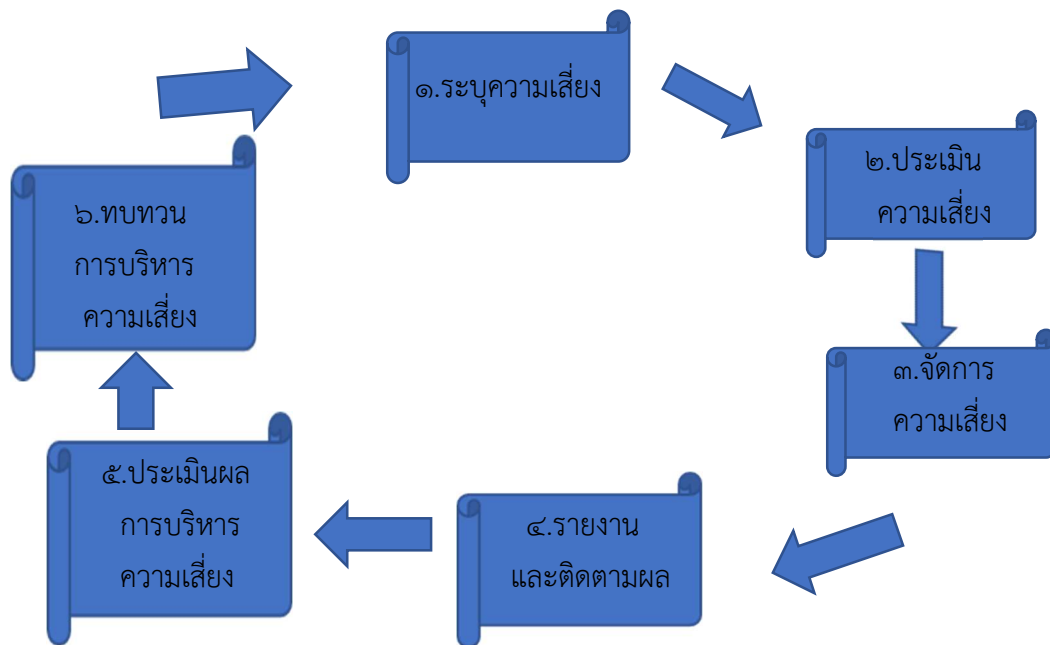 ๑.ระบุความเสี่ยง
๒.ประเมิน
ความเสี่ยง
๓.จัดการ
ความเสี่ยง
๔.รายงาน
และติดตามผล
๕.ประเมินผล
การบริหาร
ความเสี่ยง
๖.ทบทวน
การบริหาร
ความเสี่ยง